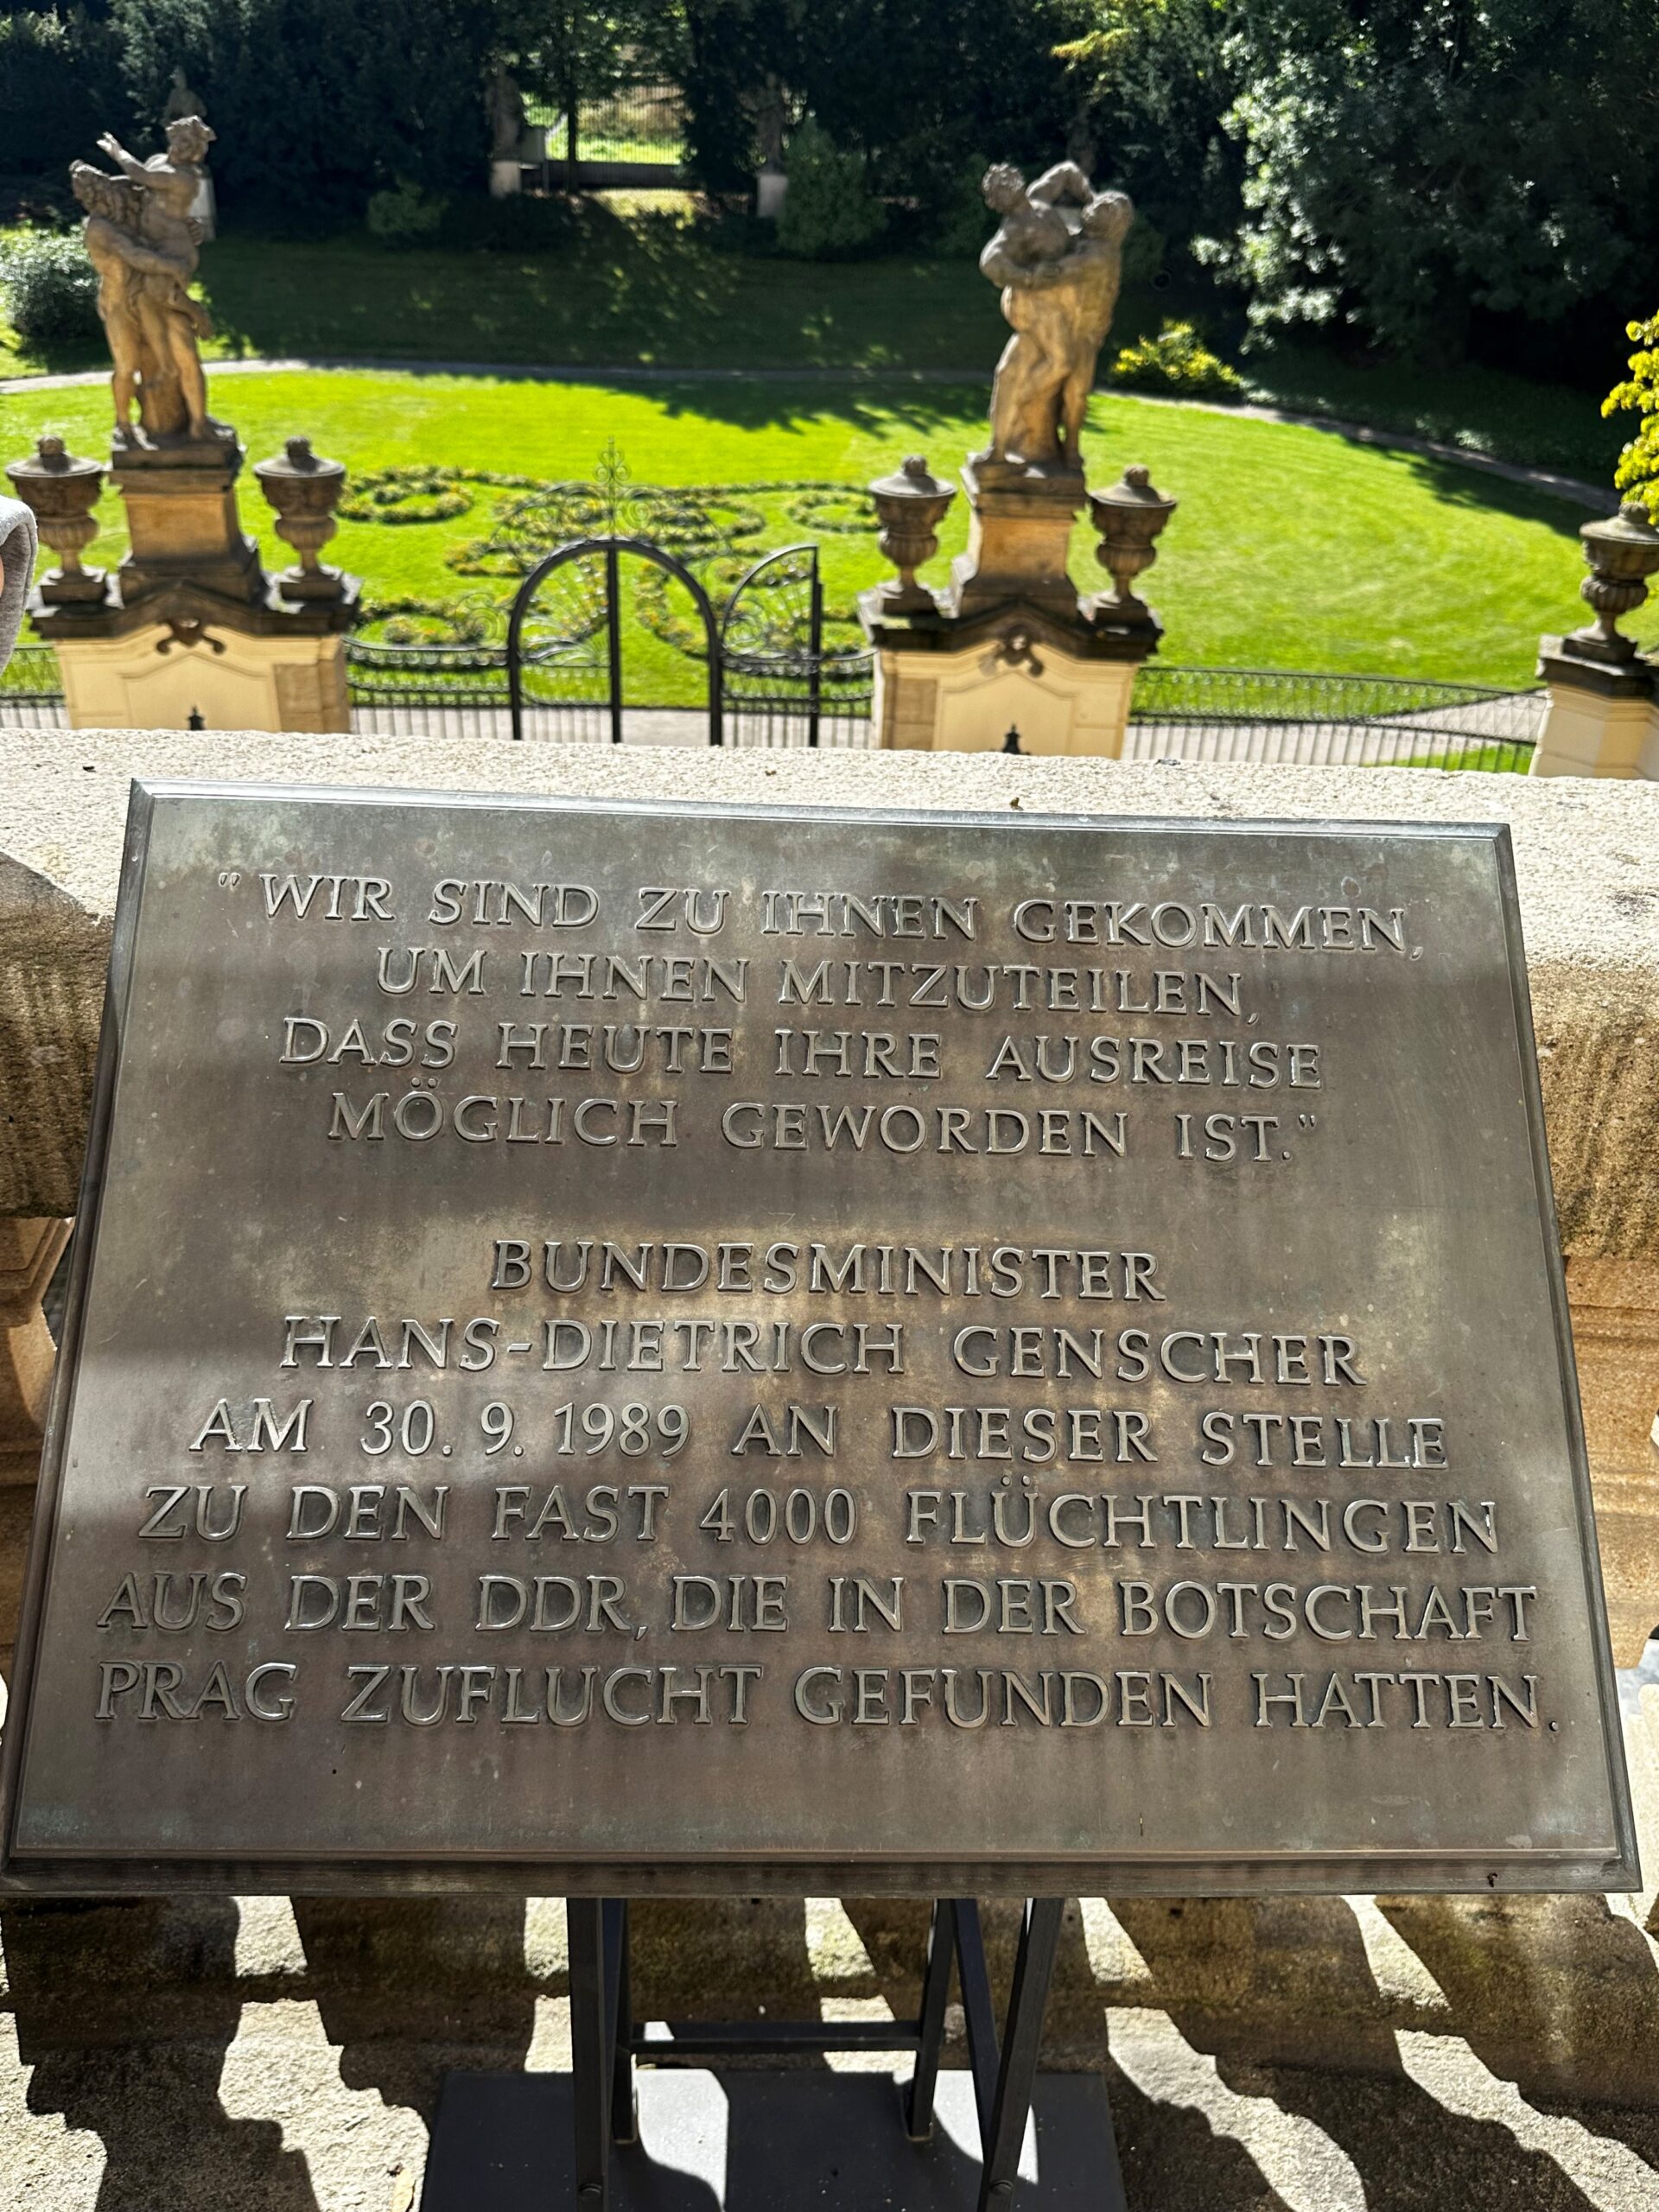 "WIR SIND ZU IHNEN GEKOMMEN,
UM IHNEN MITZUTEILEN,
DASS HEUTE IHRE AUSREISE
MÖGLICH GEWORDEN IST."
BUNDESMINISTER
HANS-DIETRICH GENSCHER
AM 30. 9. 1989 AN DIESER STELLE
ZU DEN FAST 4000 FLÜCHTLINGEN
AUS DER DDR, DIE IN DER BOTSCHAFT
PRAG ZUFLUCHT GEFUNDEN HATTEN.